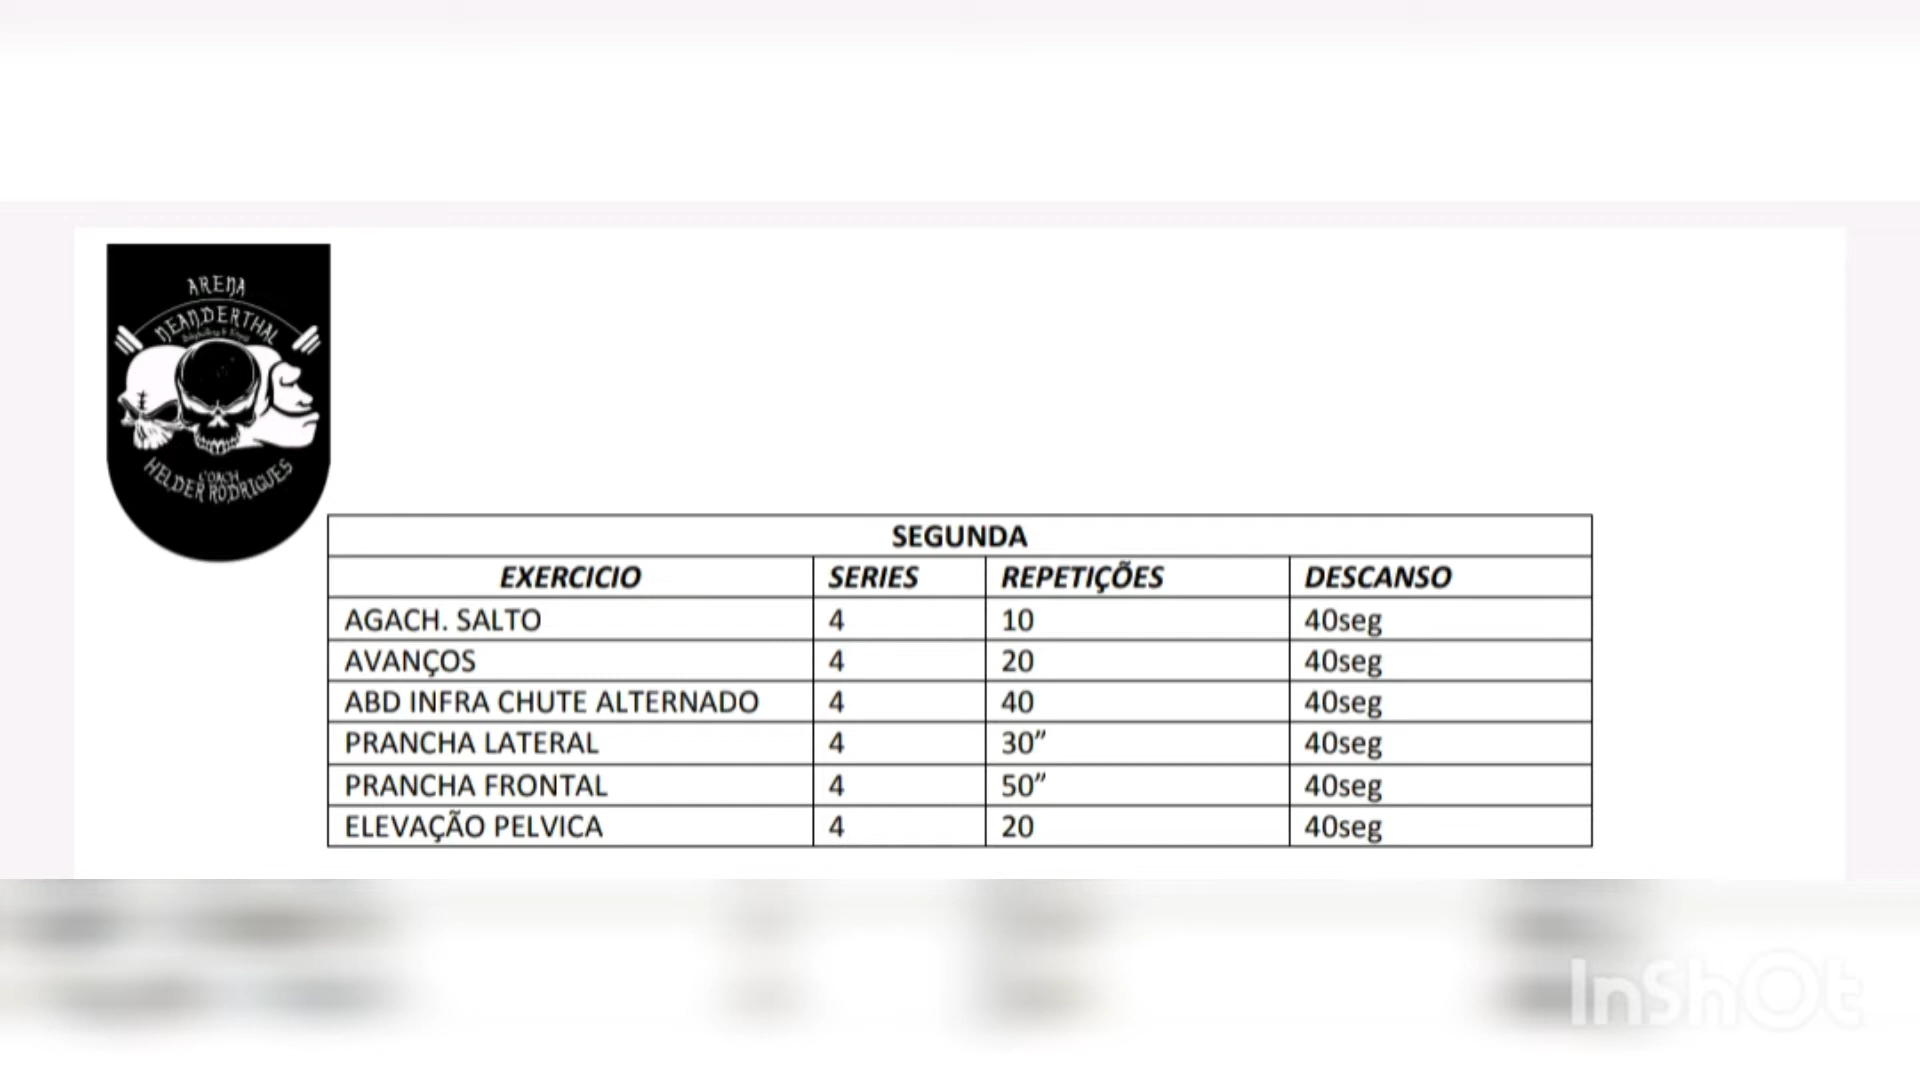 ARENA
NEANDERTHAL
COACH
HELDER RODRIGUES
SEGUNDA
EXERCICIO SERIES REPETIÇÕES DESCANSO
AGACH. SALTO 4 10 40seg
AVANÇOS 4 20 40seg
ABD INFRA CHUTE ALTERNADO 4 40 40seg
PRANCHA LATERAL 4 30” 40seg
PRANCHA FRONTAL 4 50” 40seg
ELEVAÇÃO PELVICA 4 20 40seg
InShOt